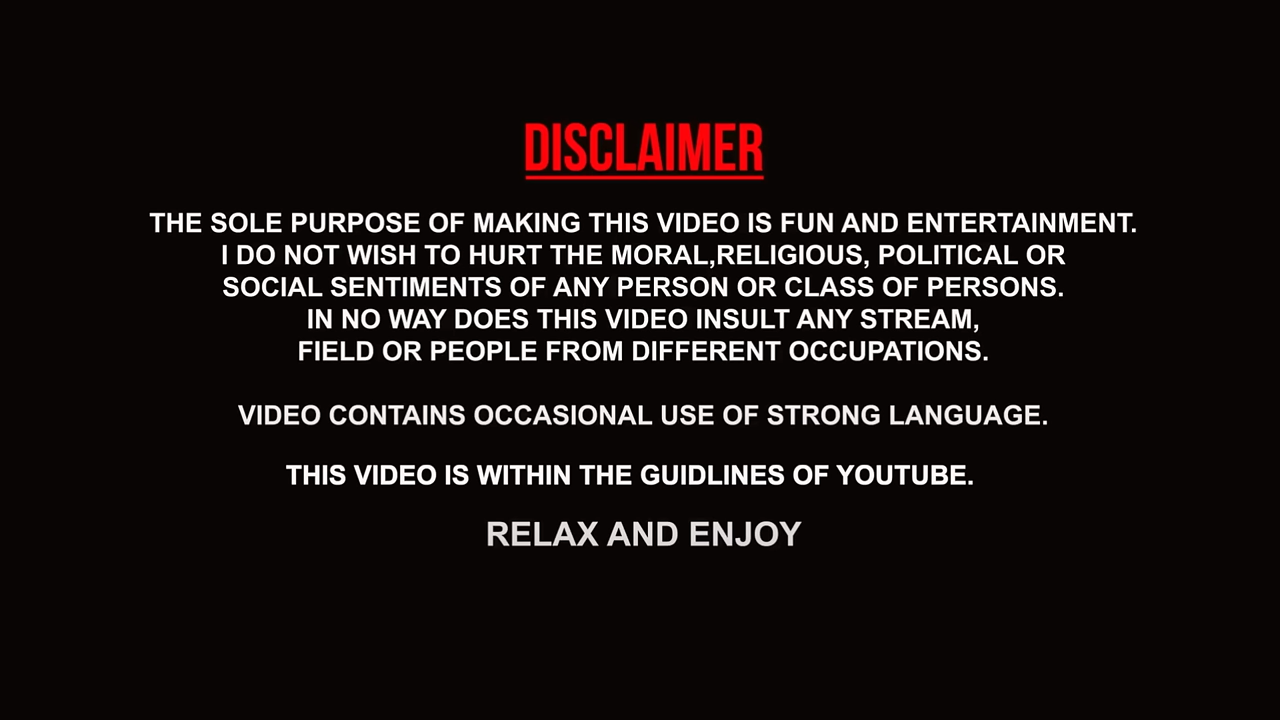 DISCLAIMER
THE SOLE PURPOSE OF MAKING THIS VIDEO IS FUN AND ENTERTAINMENT.
I DO NOT WISH TO HURT THE MORAL,RELIGIOUS, POLITICAL OR
SOCIAL SENTIMENTS OF ANY PERSON OR CLASS OF PERSONS.
IN NO WAY DOES THIS VIDEO INSULT ANY STREAM,
FIELD OR PEOPLE FROM DIFFERENT OCCUPATIONS.
VIDEO CONTAINS OCCASIONAL USE OF STRONG LANGUAGE.
THIS VIDEO IS WITHIN THE GUIDLINES OF YOUTUBE.
RELAX AND ENJOY